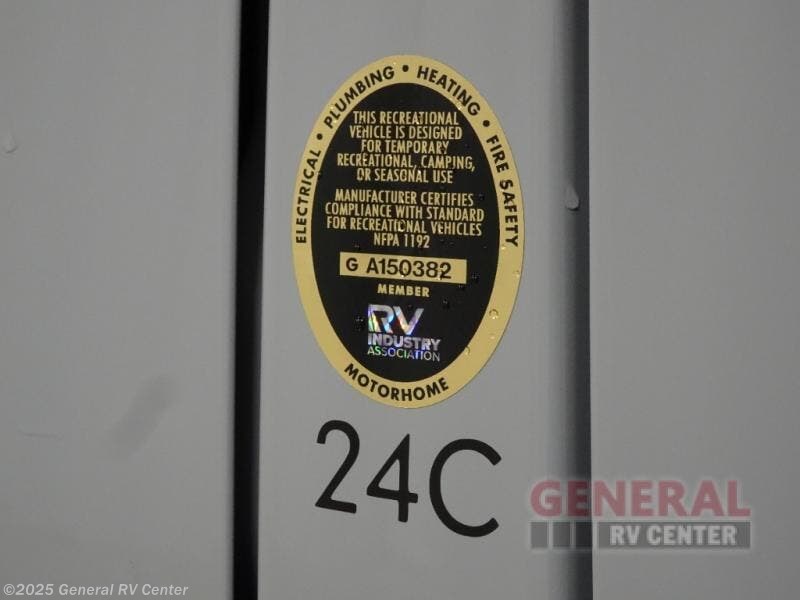 ELECTRICAL • PLUMBING • HEATING • FIRE SAFETY
THIS RECREATIONAL
VEHICLE IS DESIGNED
FOR TEMPORARY
RECREATIONAL, CAMPING,
OR SEASONAL USE
MANUFACTURER CERTIFIES
COMPLIANCE WITH STANDARD
FOR RECREATIONAL VEHICLES
NFPA 1192
G A150382
MEMBER
RV
INDUSTRY
ASSOCIATION
MOTORHOME
24C
GENERAL
RV CENTER
©2025 General RV Center